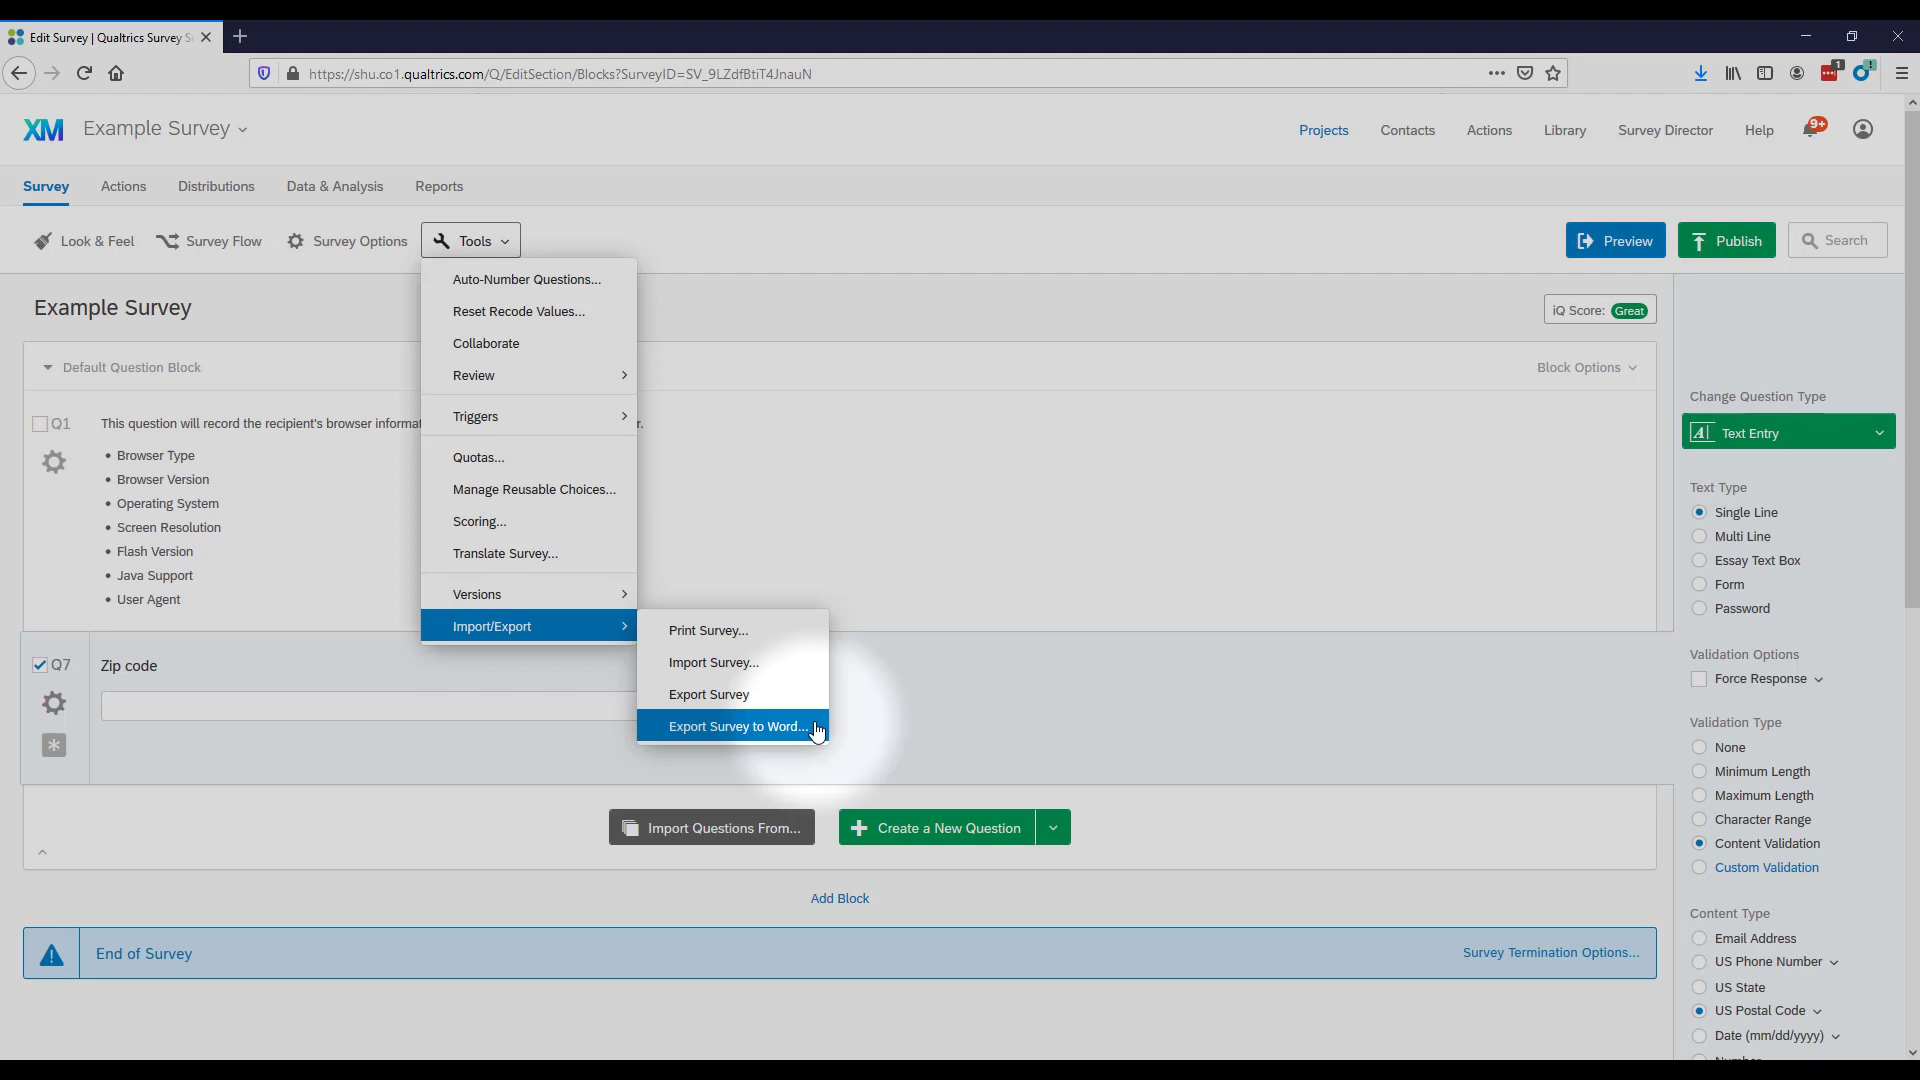 Edit Survey | Qualtrics Survey S
https://shu.co1.qualtrics.com/Q/EditSection/Blocks?SurveyID=SV_9LZdfBtiT4JnauN
1
!
XM
Example Survey
Projects
Contacts
Actions
Library
Survey Director
Help
9+
Survey
Actions
Distributions
Data & Analysis
Reports
Look & Feel
Survey Flow
Survey Options
Tools
Preview
Publish
Search
Auto-Number Questions...
Reset Recode Values...
Collaborate
Review
Triggers
Quotas...
Manage Reusable Choices...
Scoring...
Translate Survey...
Versions
Import/Export
Print Survey...
Import Survey...
Export Survey
Export Survey to Word...
Example Survey
iQ Score: Great
Default Question Block
Block Options
Q1
This question will record the recipient's browser
• Browser Type
• Browser Version
• Operating System
• Screen Resolution
• Flash Version
• Java Support
• User Agent
Q7
Zip code
Import Questions From...
Create a New Question
Add Block
End of Survey
Survey Termination Options...
Change Question Type
Text Entry
Text Type
Single Line
Multi Line
Essay Text Box
Form
Password
Validation Options
Force Response
Validation Type
None
Minimum Length
Maximum Length
Character Range
Content Validation
Custom Validation
Content Type
Email Address
US Phone Number
US State
US Postal Code
Date (mm/dd/yyyy)